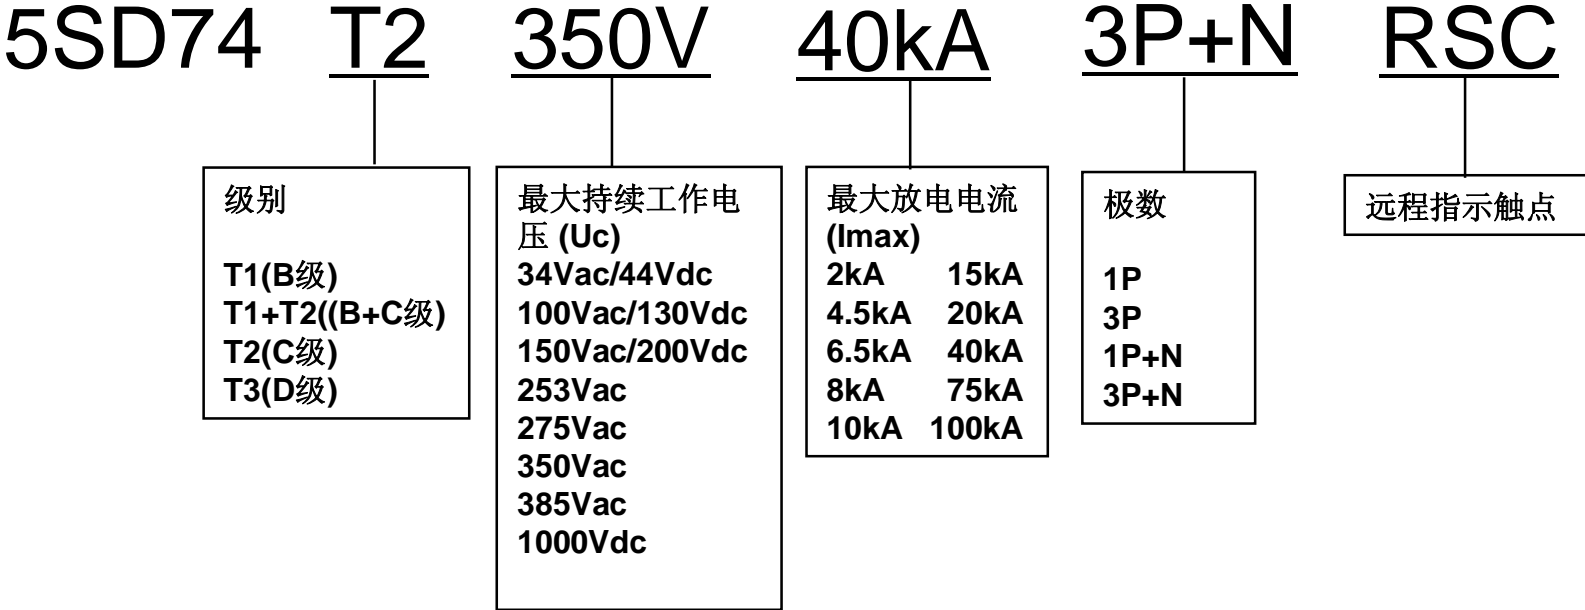 5SD74 T2 350V 40kA 3P+N RSC
级别
T1(B级)
T1+T2((B+C级)
T2(C级)
T3(D级)
最大持续工作电
压 (Uc)
34Vac/44Vdc
100Vac/130Vdc
150Vac/200Vdc
253Vac
275Vac
350Vac
385Vac
1000Vdc
最大放电电流
(Imax)
2kA 15kA
4.5kA 20kA
6.5kA 40kA
8kA 75kA
10kA 100kA
极数
1P
3P
1P+N
3P+N
远程指示触点